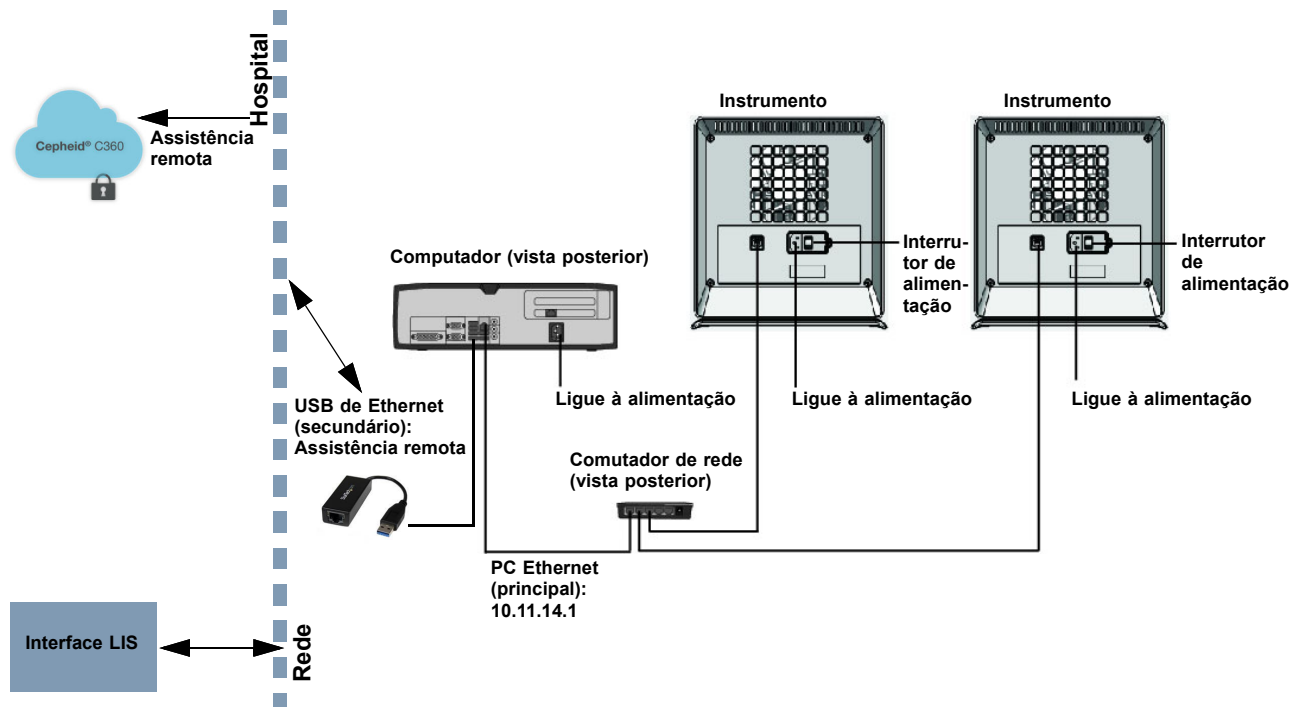 Hospital
Cepheid® C360
Assistência
remota
Instrumento
Instrumento
Interru-
tor de
alimen-
tação
Interrutor
de
alimentação
Computador (vista posterior)
Ligue à alimentação
Ligue à alimentação
Ligue à alimentação
USB de Ethernet
(secundário):
Assistência remota
Comutador de rede
(vista posterior)
StarTech
PC Ethernet
(principal):
10.11.14.1
Interface LIS
Rede